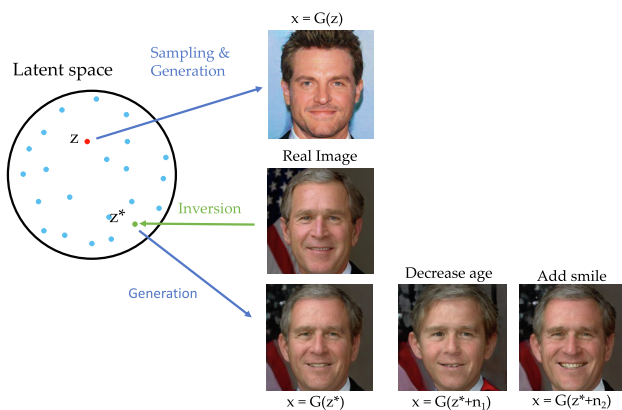 x = G(z)
Sampling &
Generation
Latent space
z
Real Image
z*
Inversion
Generation
Decrease age
Add smile
x = G(z*)
x = G(z*+n₁)
x = G(z*+n₂)